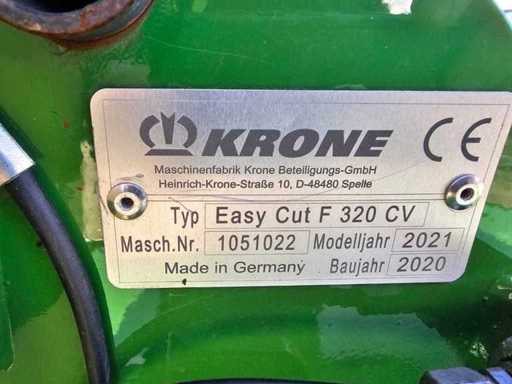 KRONE CE
Maschinenfabrik Krone Beteiligungs-GmbH
Heinrich-Krone-Straße 10, D-48480 Spelle
Typ Easy Cut F 320 CV
Masch.Nr. 1051022 Modelljahr 2021
Made in Germany Baujahr 2020